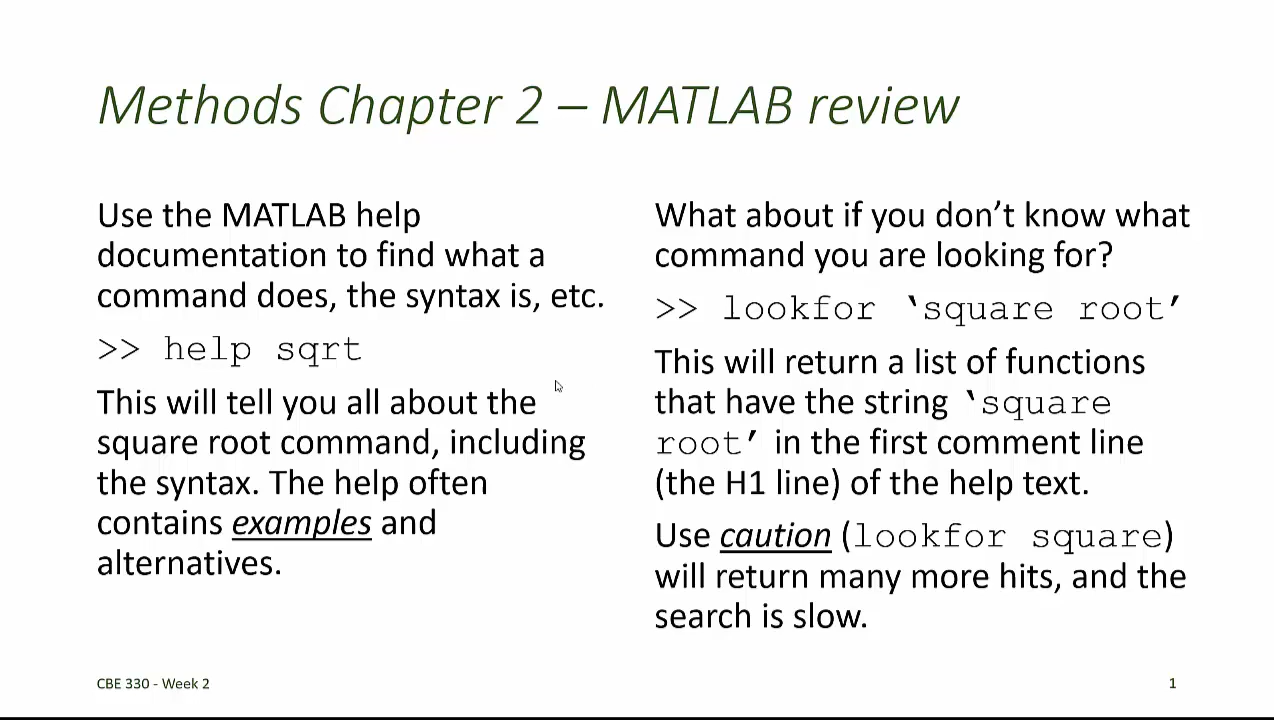 Methods Chapter 2 – MATLAB review
Use the MATLAB help
documentation to find what a
command does, the syntax is, etc.
>> help sqrt
This will tell you all about the
square root command, including
the syntax. The help often
contains examples and
alternatives.
What about if you don’t know what
command you are looking for?
>> lookfor ‘square root’
This will return a list of functions
that have the string ‘square
root’ in the first comment line
(the H1 line) of the help text.
Use caution (lookfor square)
will return many more hits, and the
search is slow.
CBE 330 - Week 2
1